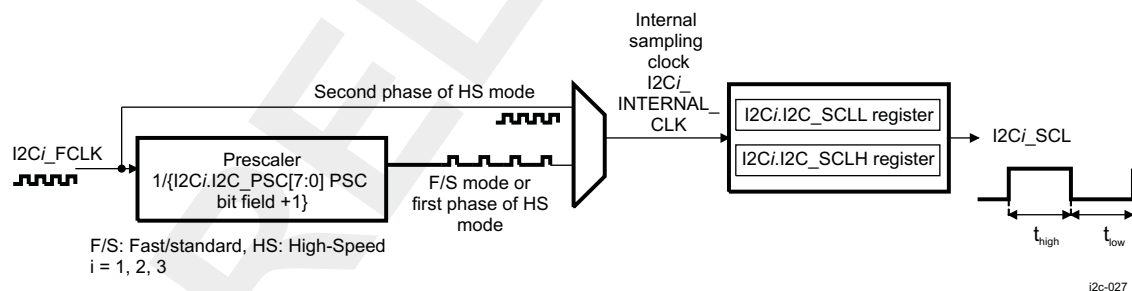 Internal
sampling
clock
I2Ci_
INTERNAL_
CLK
Second phase of HS mode
I2Ci.I2C_SCLL register
I2Ci.I2C_SCLH register
I2Ci_SCL
I2Ci_FCLK
Prescaler
1/{I2Ci.I2C_PSC[7:0] PSC
bit field +1}
F/S mode or
first phase of HS
mode
thigh
tlow
F/S: Fast/standard, HS: High-Speed
i = 1, 2, 3
i2c-027